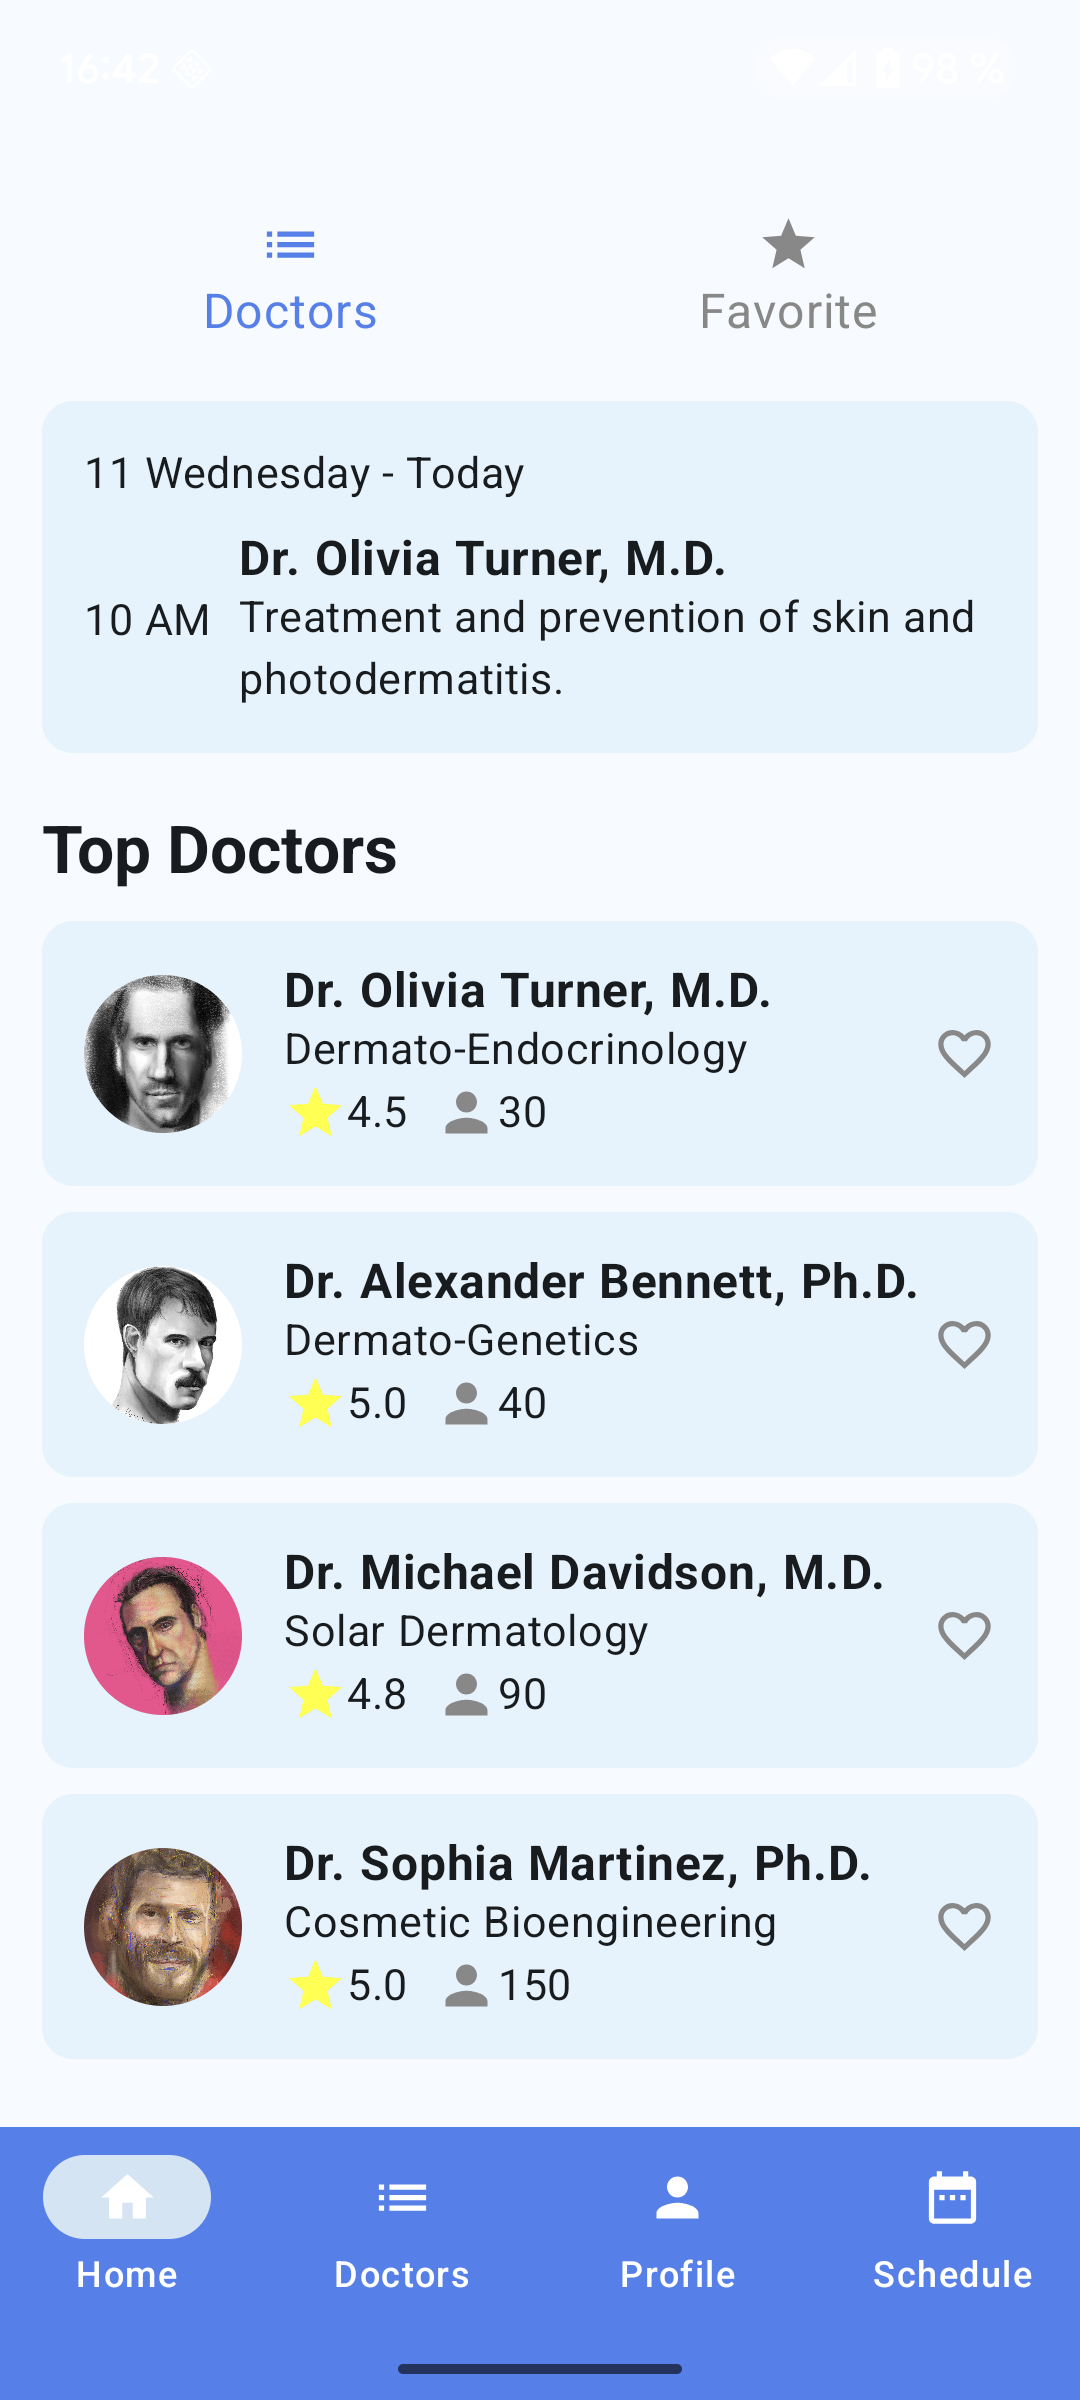 16:42
98 %
Doctors
Favorite
11 Wednesday - Today
Dr. Olivia Turner, M.D.
10 AM
Treatment and prevention of skin and
photodermatitis.
Top Doctors
Dr. Olivia Turner, M.D.
Dermato-Endocrinology
4.5 30
Dr. Alexander Bennett, Ph.D.
Dermato-Genetics
5.0 40
Dr. Michael Davidson, M.D.
Solar Dermatology
4.8 90
Dr. Sophia Martinez, Ph.D.
Cosmetic Bioengineering
5.0 150
Home
Doctors
Profile
Schedule